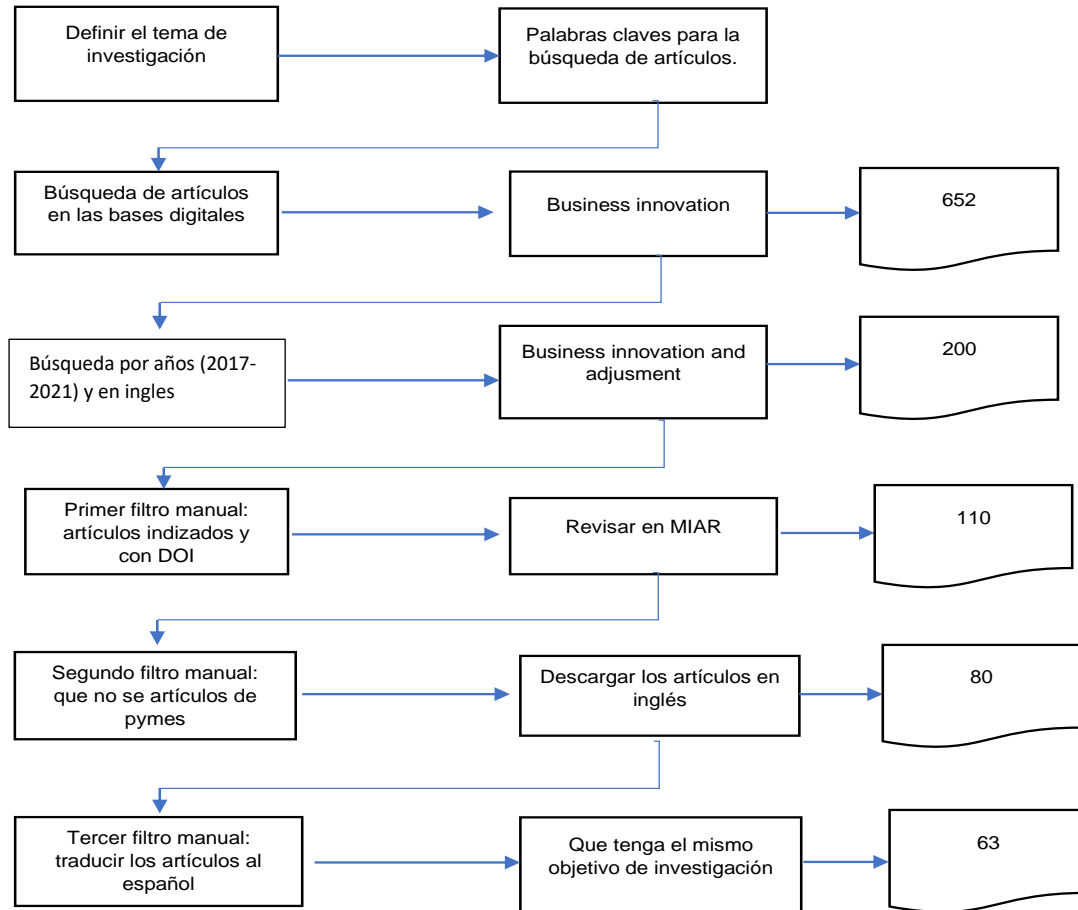 Definir el tema de
investigación
Palabras claves para la
búsqueda de artículos.
Búsqueda de artículos
en las bases digitales
Business innovation
652
Búsqueda por años (2017-
2021) y en ingles
Business innovation and
adjusment
200
Primer filtro manual:
artículos indizados y
con DOI
Revisar en MIAR
110
Segundo filtro manual:
que no se artículos de
pymes
Descargar los artículos en
inglés
80
Tercer filtro manual:
traducir los artículos al
español
Que tenga el mismo
objetivo de investigación
63